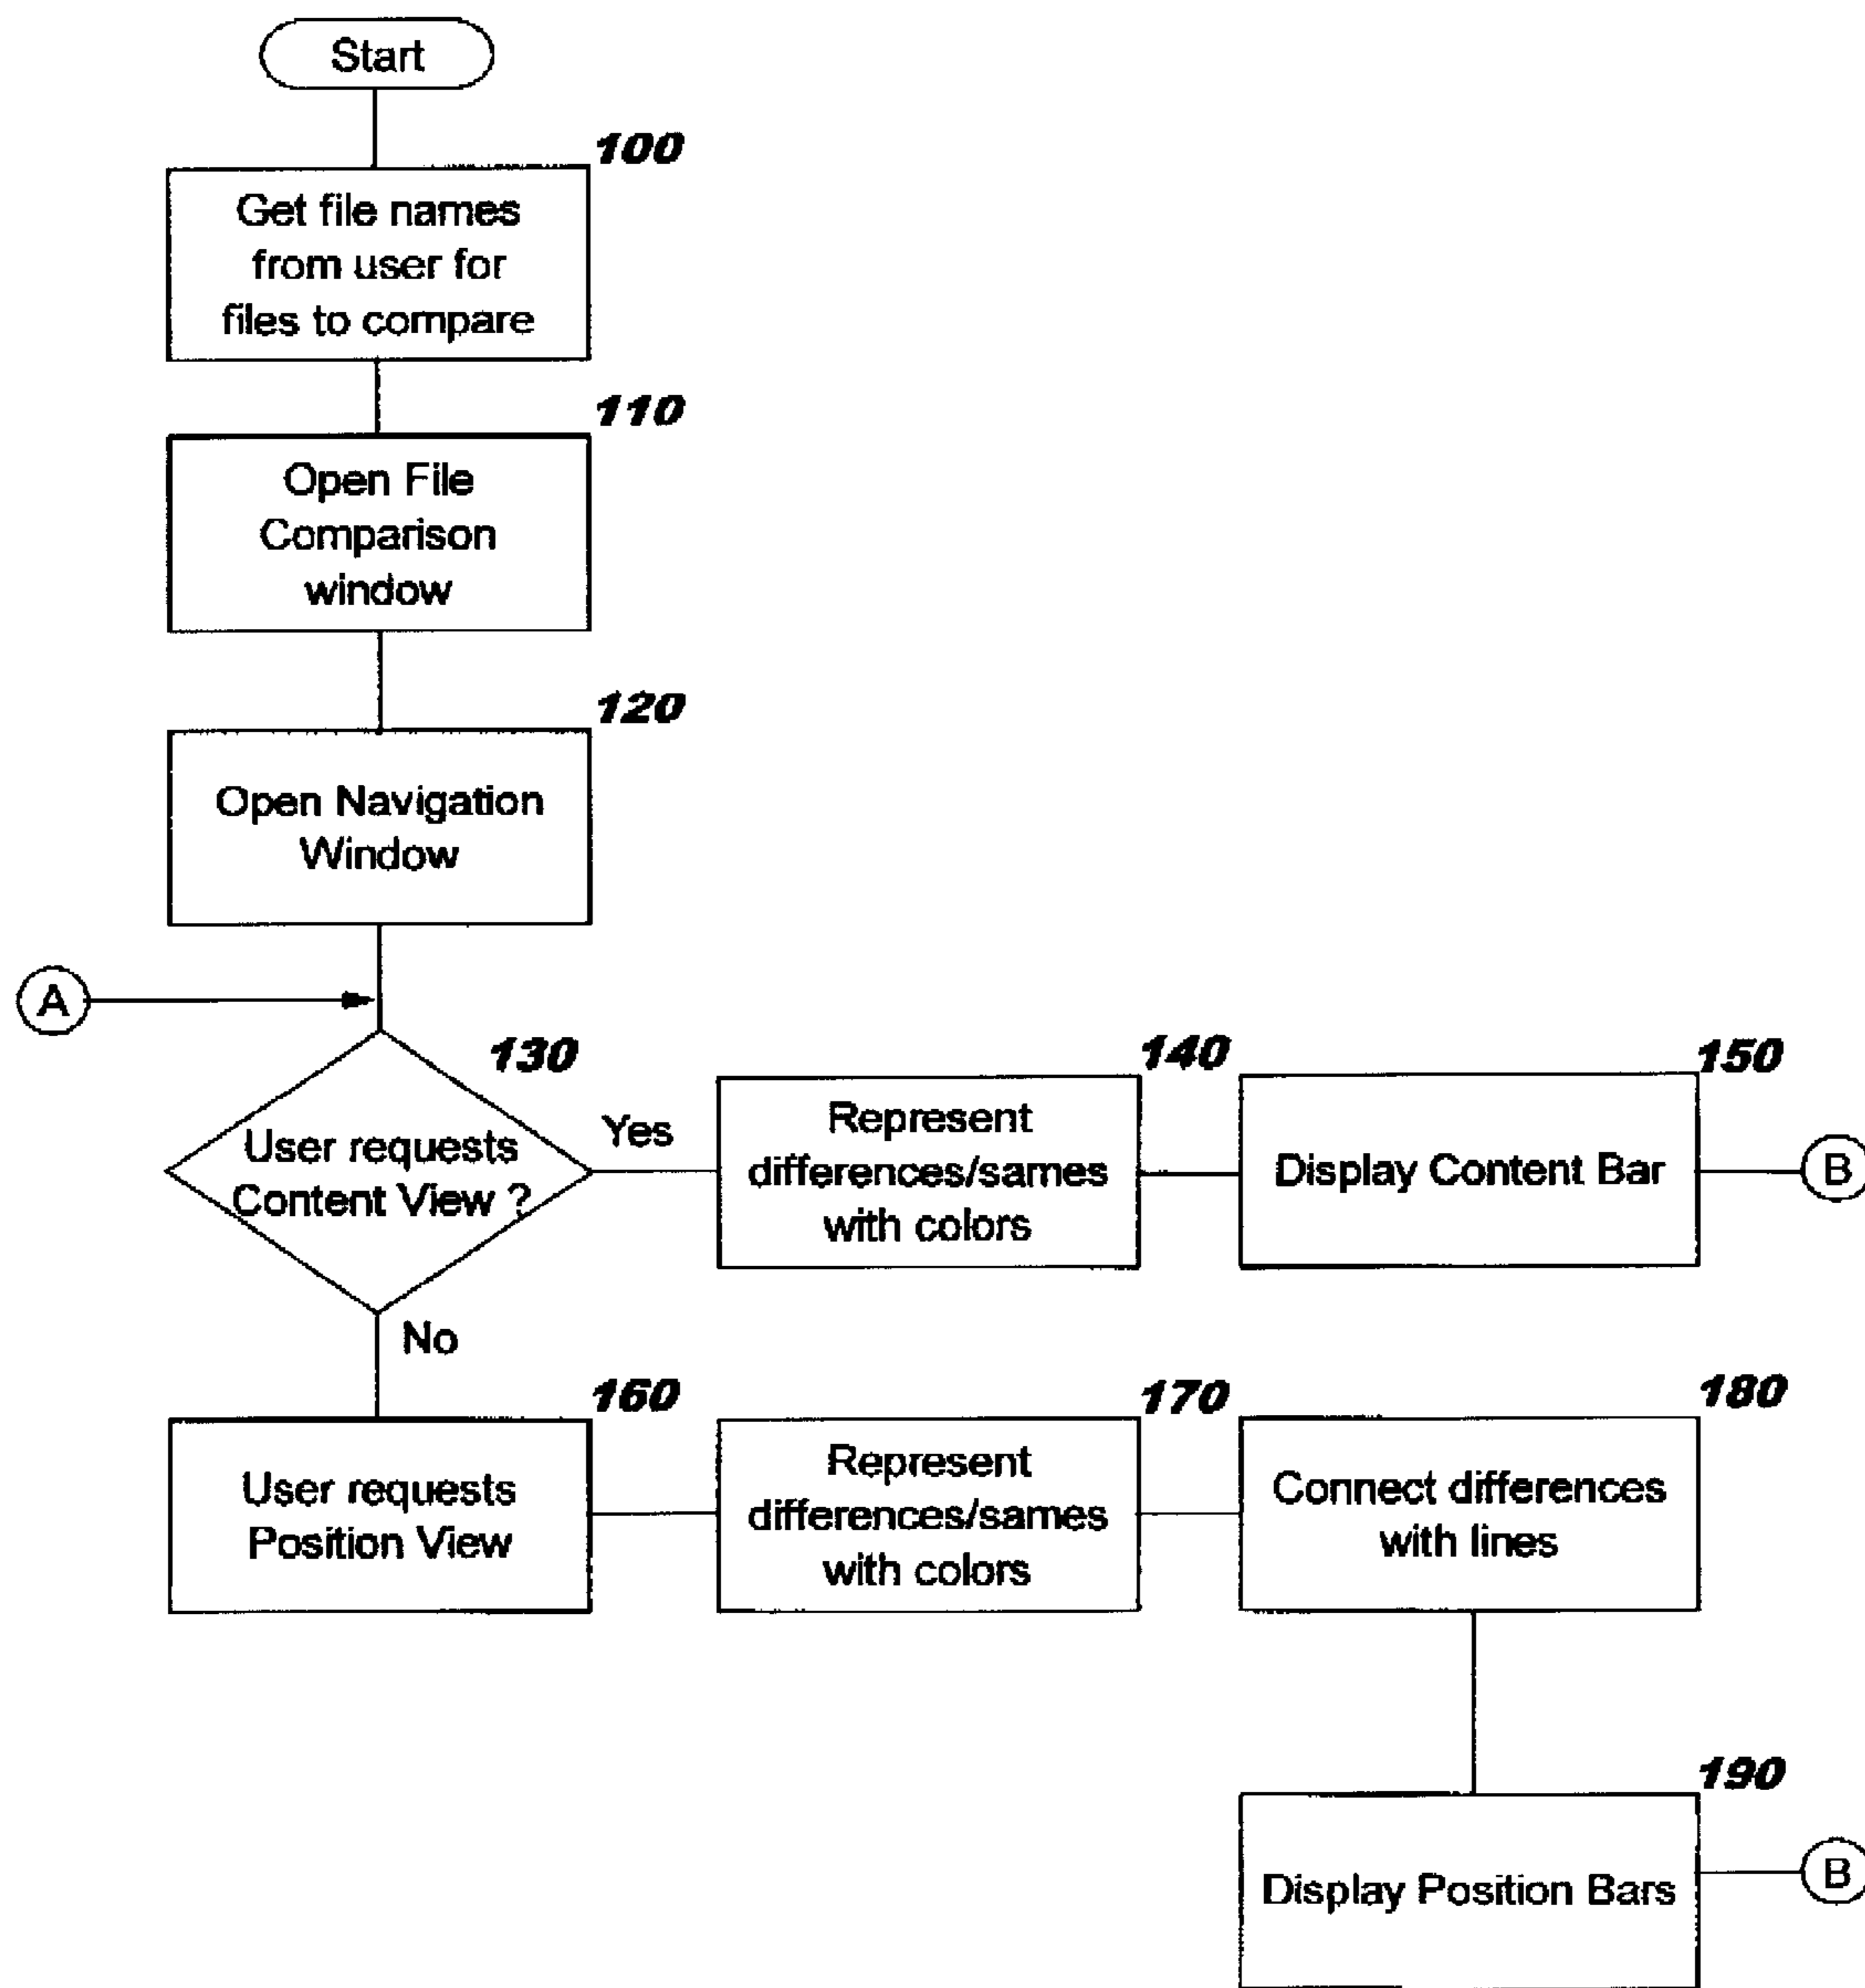 Start
100
Get file names
from user for
files to compare
110
Open File
Comparison
window
120
Open Navigation
Window
A
130
User requests
Content View ?
Yes
No
140
Represent
differences/sames
with colors
150
Display Content Bar
B
160
User requests
Position View
170
Represent
differences/sames
with colors
180
Connect differences
with lines
190
Display Position Bars
B